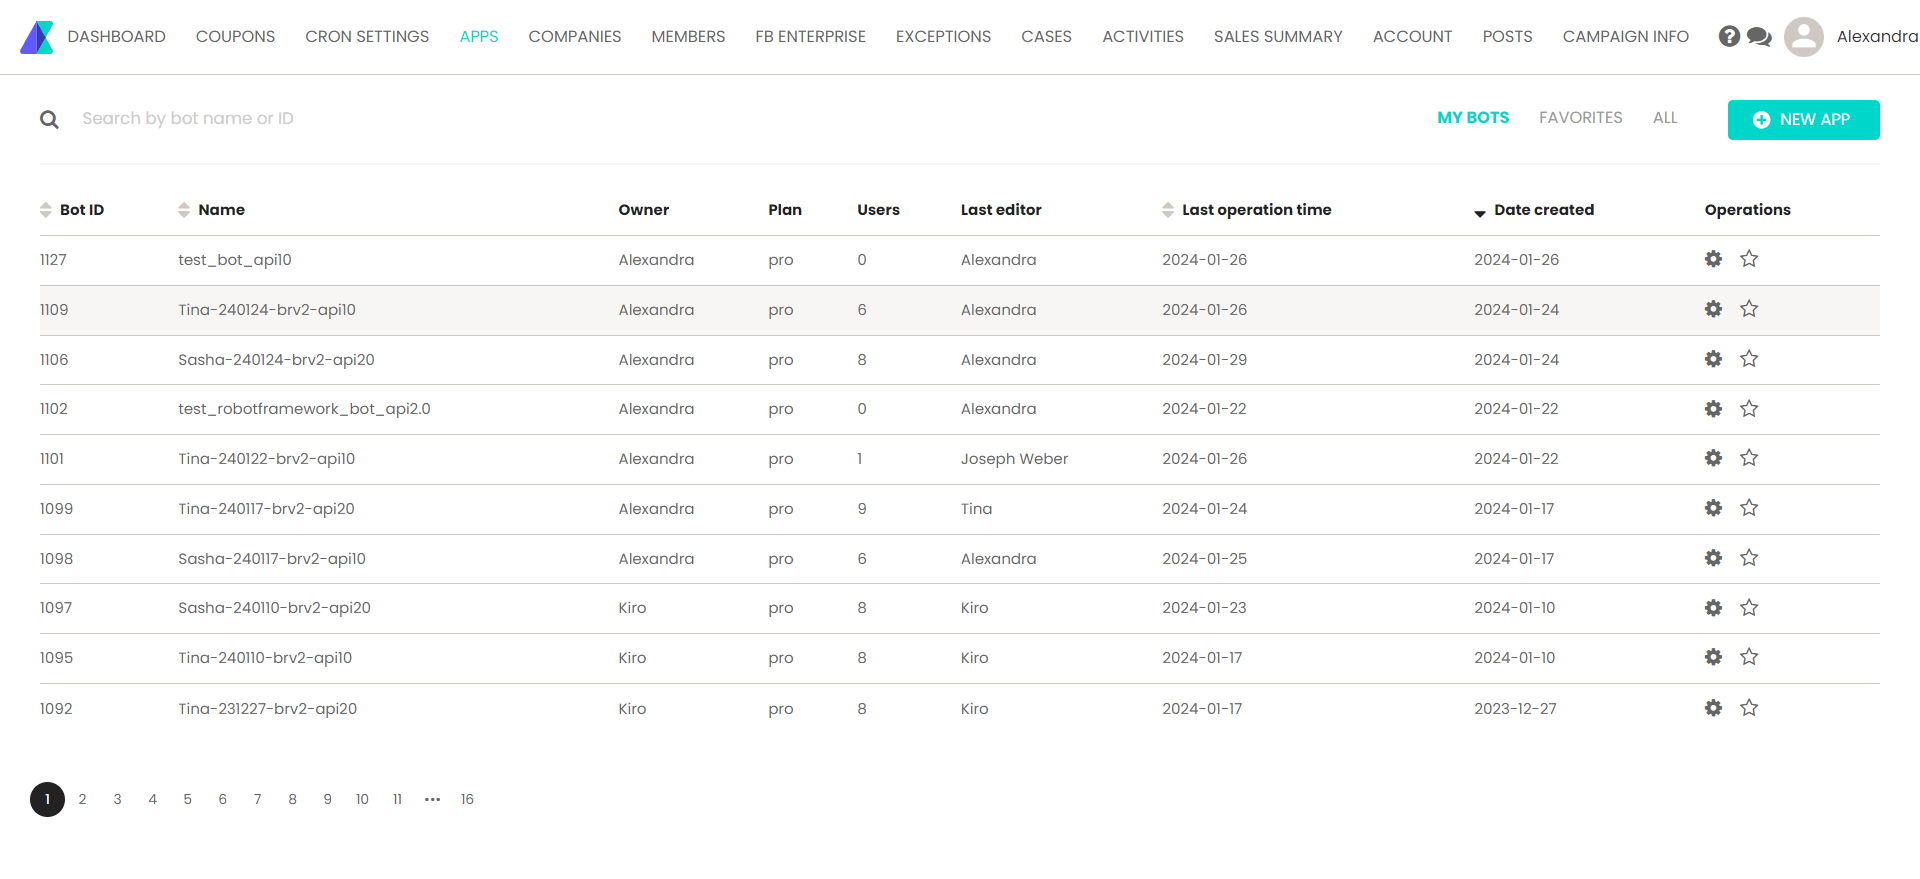 DASHBOARD COUPONS CRON SETTINGS APPS COMPANIES MEMBERS FB ENTERPRISE EXCEPTIONS CASES ACTIVITIES SALES SUMMARY ACCOUNT POSTS CAMPAIGN INFO Alexandra
Search by bot name or ID MY BOTS FAVORITES ALL NEW APP
Bot ID Name Owner Plan Users Last editor Last operation time Date created Operations
1127 test_bot_api10 Alexandra pro 0 Alexandra 2024-01-26 2024-01-26
1109 Tina-240124-brv2-api10 Alexandra pro 6 Alexandra 2024-01-26 2024-01-24
1106 Sasha-240124-brv2-api20 Alexandra pro 8 Alexandra 2024-01-29 2024-01-24
1102 test_robotframework_bot_api2.0 Alexandra pro 0 Alexandra 2024-01-22 2024-01-22
1101 Tina-240122-brv2-api10 Alexandra pro 1 Joseph Weber 2024-01-26 2024-01-22
1099 Tina-240117-brv2-api20 Alexandra pro 9 Tina 2024-01-24 2024-01-17
1098 Sasha-240117-brv2-api10 Alexandra pro 6 Alexandra 2024-01-25 2024-01-17
1097 Sasha-240110-brv2-api20 Kiro pro 8 Kiro 2024-01-23 2024-01-10
1095 Tina-240110-brv2-api10 Kiro pro 8 Kiro 2024-01-17 2024-01-10
1092 Tina-231227-brv2-api20 Kiro pro 8 Kiro 2024-01-17 2023-12-27
1 2 3 4 5 6 7 8 9 10 11 ••• 16